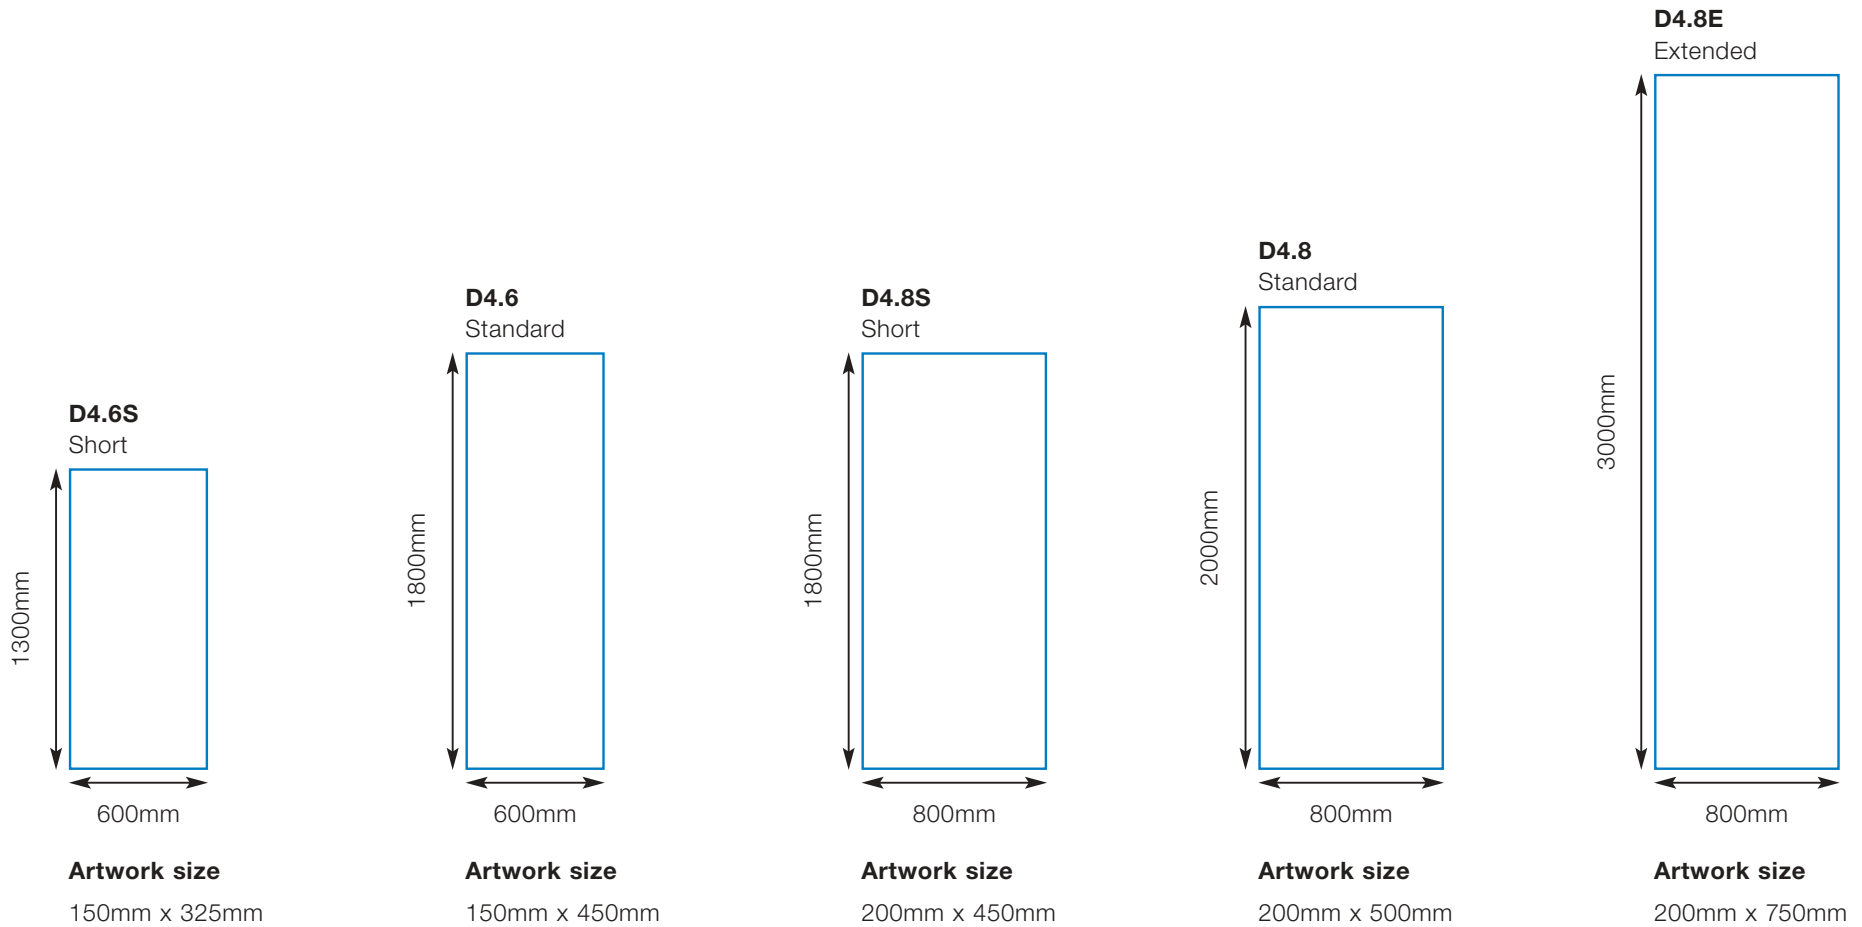 D4.6S
Short
1300mm
600mm
Artwork size
150mm x 325mm
D4.6
Standard
1800mm
600mm
Artwork size
150mm x 450mm
D4.8S
Short
1800mm
800mm
Artwork size
200mm x 450mm
D4.8
Standard
2000mm
800mm
Artwork size
200mm x 500mm
D4.8E
Extended
3000mm
800mm
Artwork size
200mm x 750mm